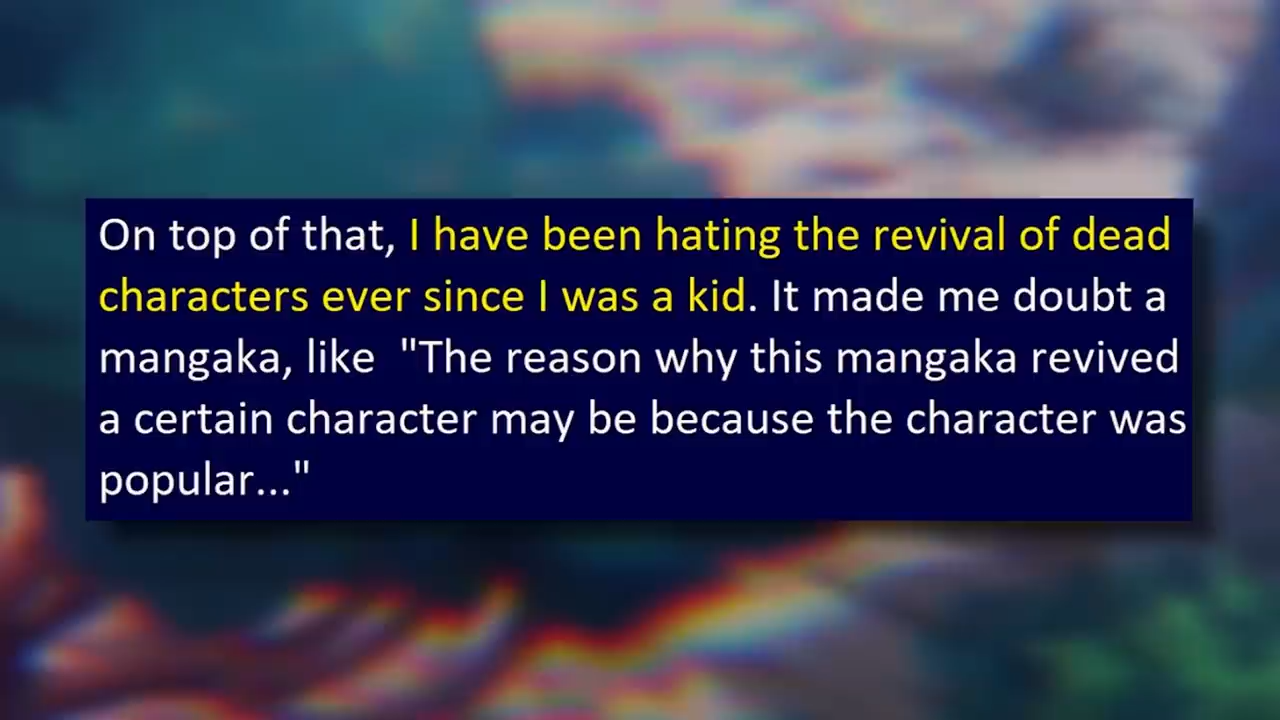 On top of that, I have been hating the revival of dead
characters ever since I was a kid. It made me doubt a
mangaka, like  "The reason why this mangaka revived
a certain character may be because the character was
popular..."